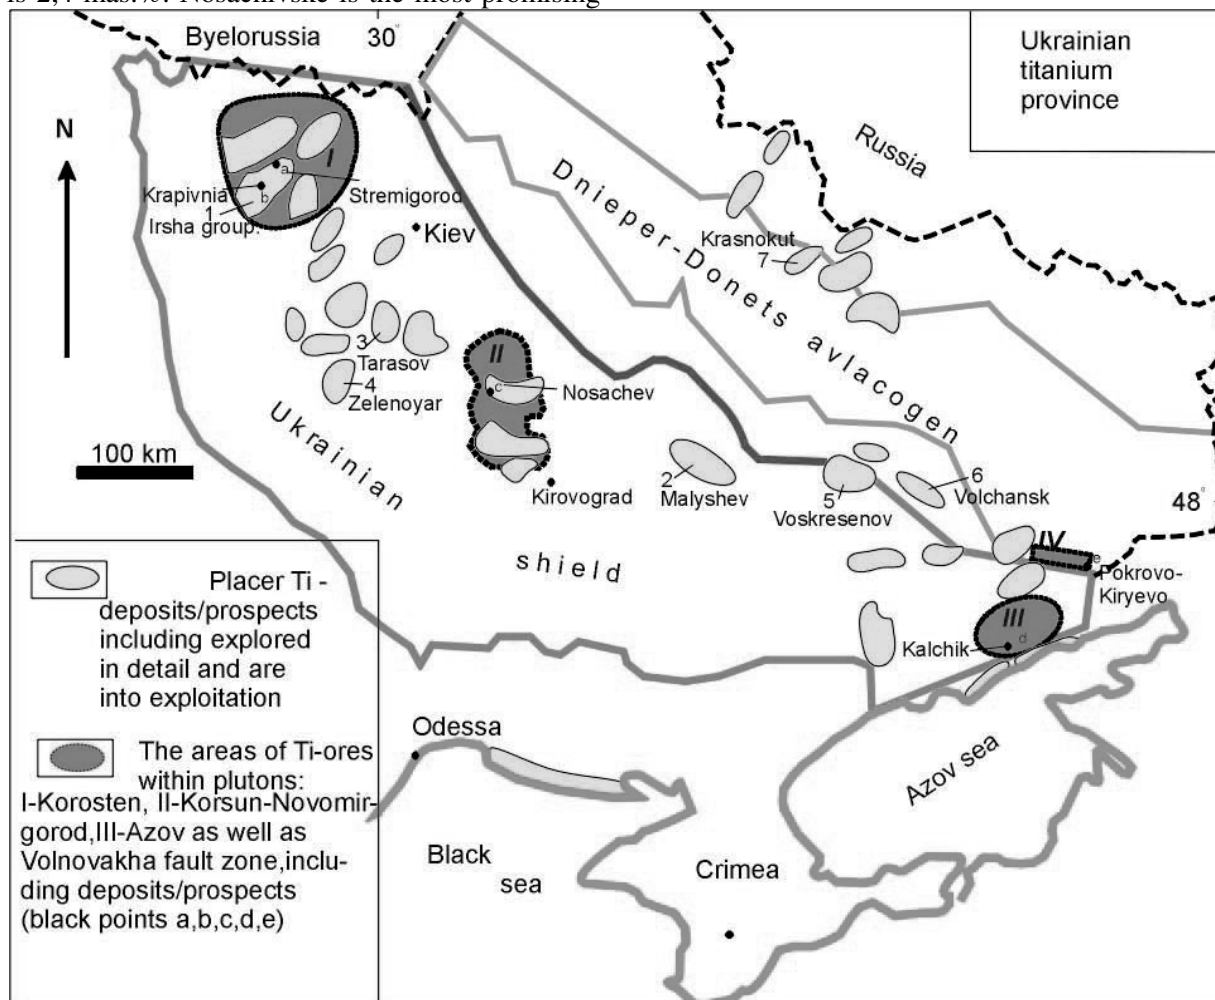 is 2,4 mas.%. Nosachivske is the most promising
Byelorussia
30°
Ukrainian
titanium
province
N
Russia
I
a
Krapivnia
Stremigorod
b
1
Irsha group.
Kiev
Dnieper-Donets avlacogen
Krasnokut
7
3
Tarasov
4
Zelenoyar
II
c
Nosachev
Ukrainian
100 km
Kirovograd
2
Malyshev
5
Voskresenov
6
Volchansk
48°
shield
IV
e
Pokrovo-
Kiryevo
III
d
Kalchik
Placer Ti -
deposits/prospects
including explored
in detail and are
into exploitation
The areas of Ti-ores
within plutons:
I-Korosten, II-Korsun-Novomir-
gorod,III-Azov as well as
Volnovakha fault zone,inclu-
ding deposits/prospects
(black points a,b,c,d,e)
Odessa
Azov sea
Black
sea
Crimea